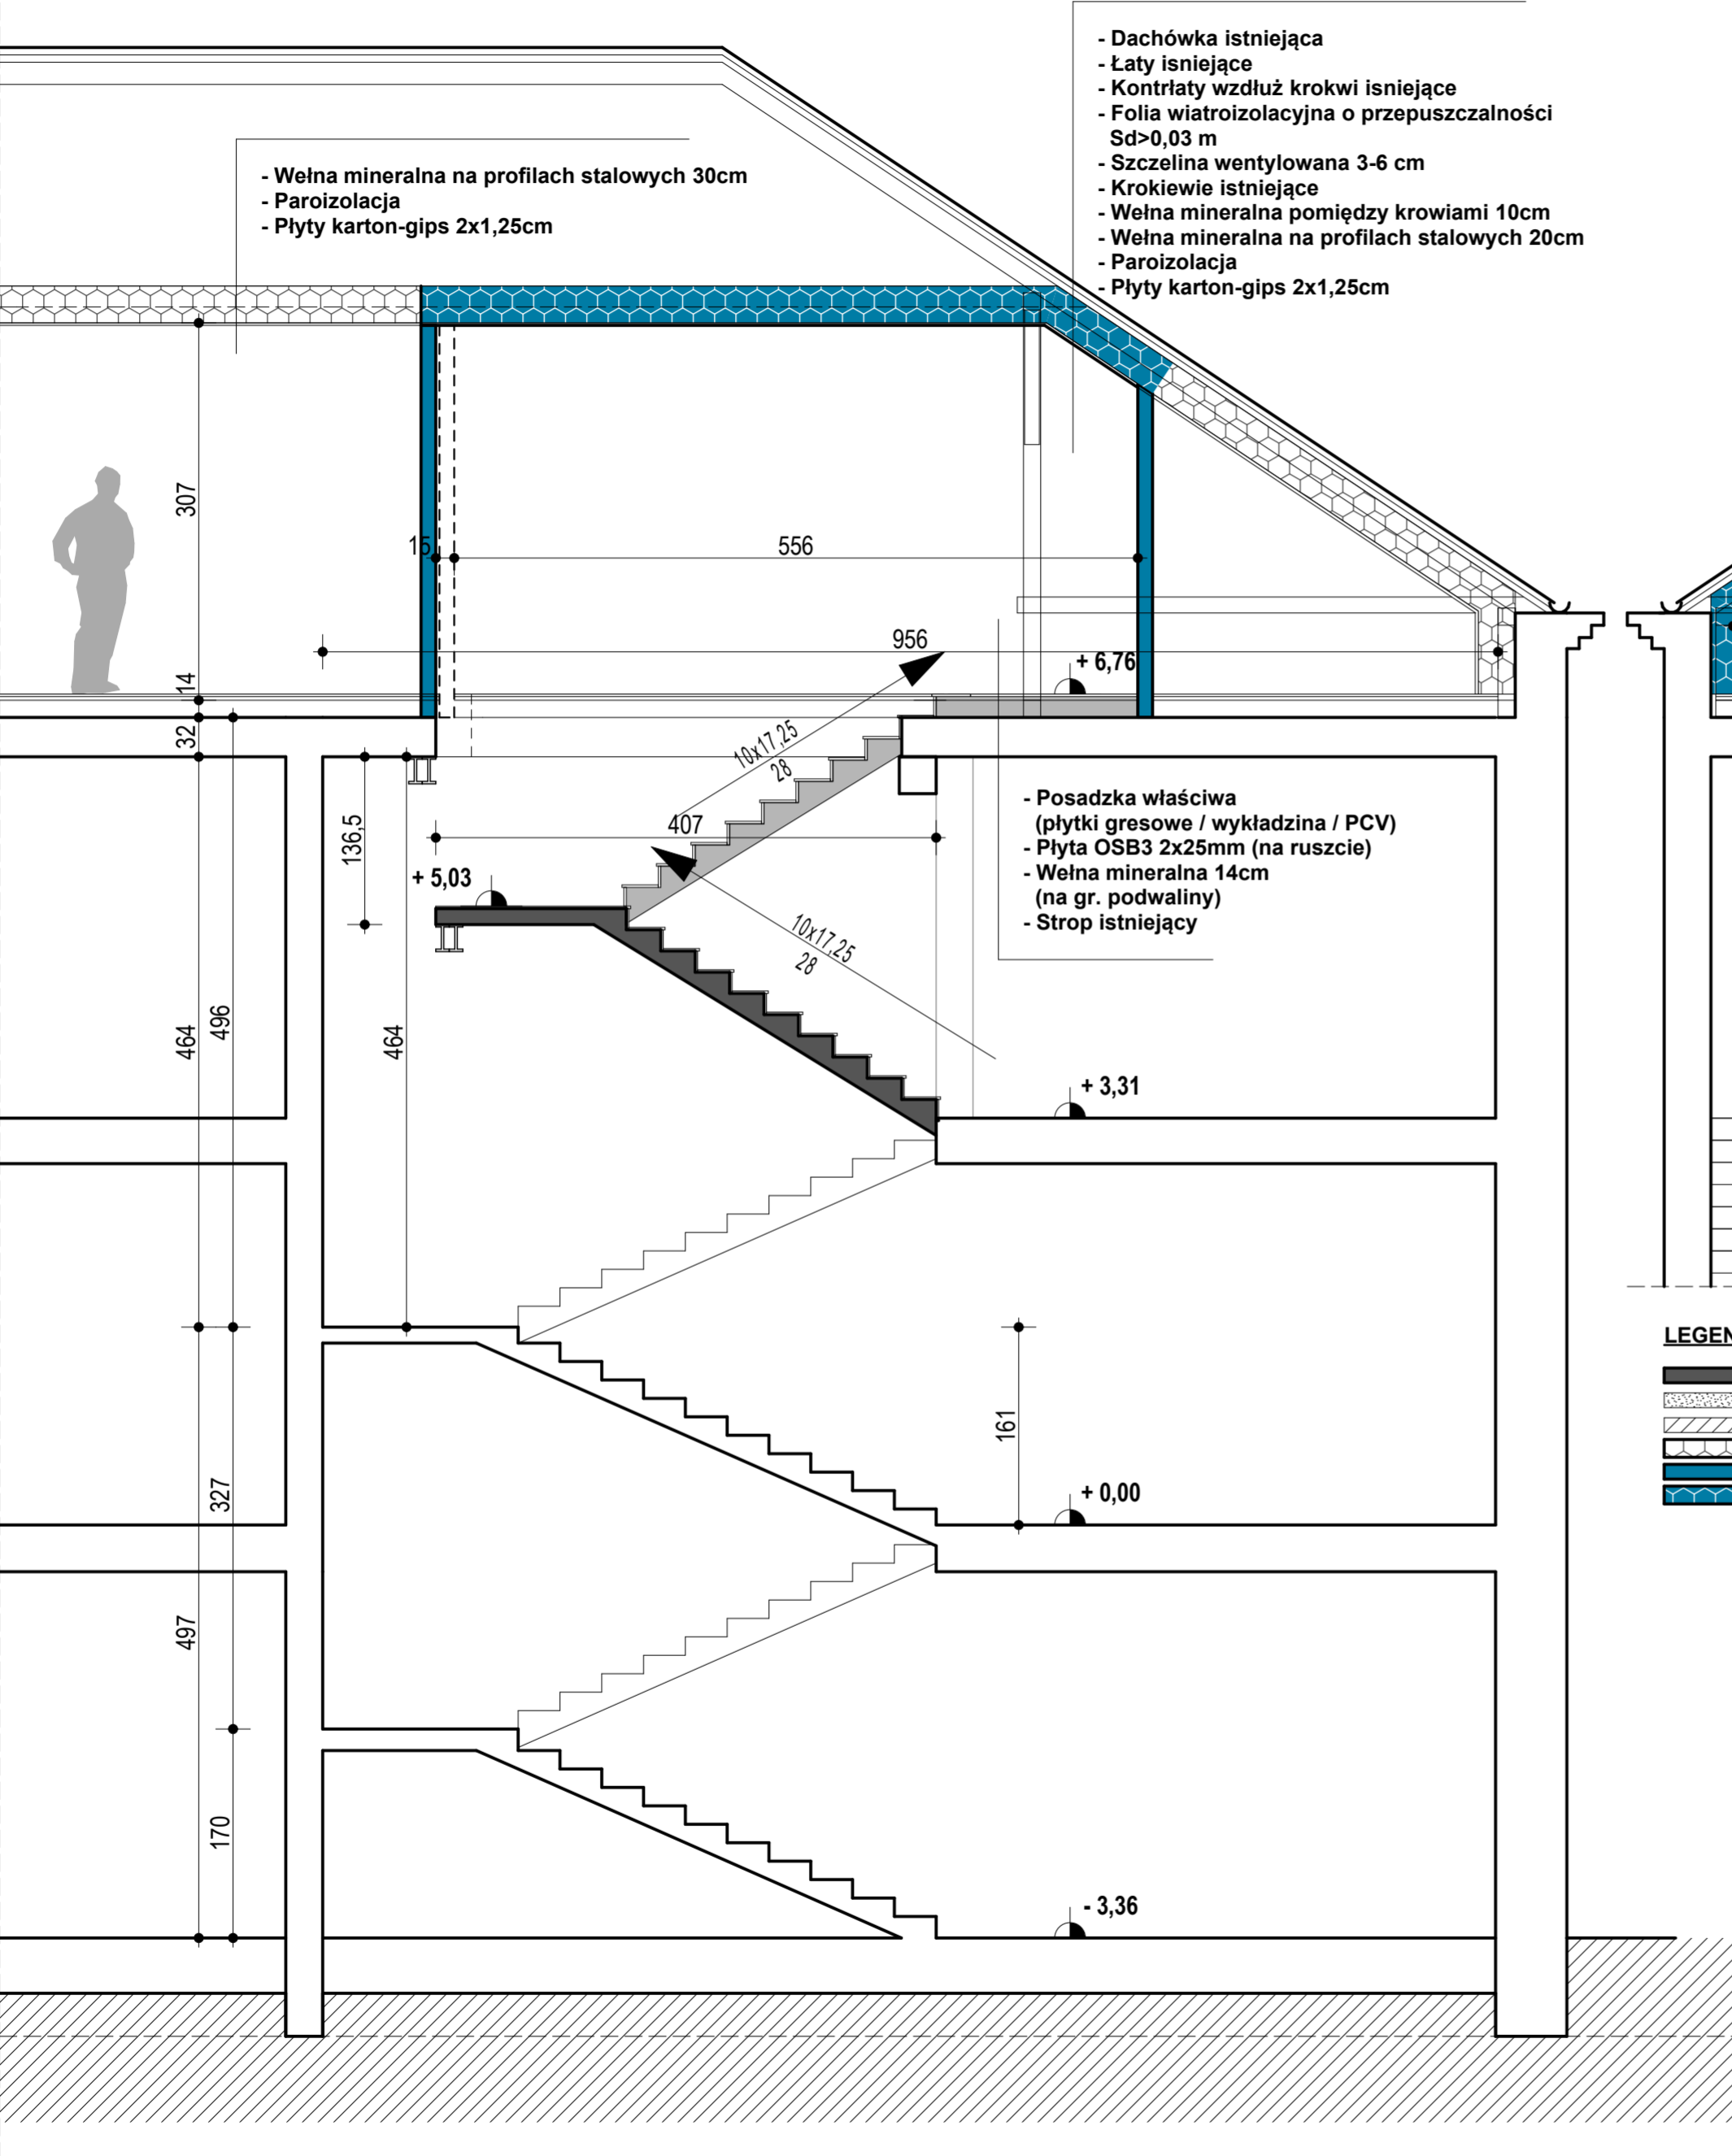 - Dachówka istniejąca
- Łaty isniejące
- Kontrłaty wzdłuż krokwi isniejące
- Folia wiatroizolacyjna o przepuszczalności
Sd>0,03 m
- Szczelina wentylowana 3-6 cm
- Krokiewie istniejące
- Wełna mineralna pomiędzy krowiami 10cm
- Wełna mineralna na profilach stalowych 20cm
- Paroizolacja
- Płyty karton-gips 2x1,25cm
- Wełna mineralna na profilach stalowych 30cm
- Paroizolacja
- Płyty karton-gips 2x1,25cm
307
15
556
956
+ 6,76
14
32
10x17,25
28
136,5
407
+ 5,03
- Posadzka właściwa
(płytki gresowe / wykładzina / PCV)
- Płyta OSB3 2x25mm (na ruszcie)
- Wełna mineralna 14cm
(na gr. podwaliny)
- Strop istniejący
10x17,25
28
464
496
464
+ 3,31
LEGEN
161
327
+ 0,00
497
170
- 3,36